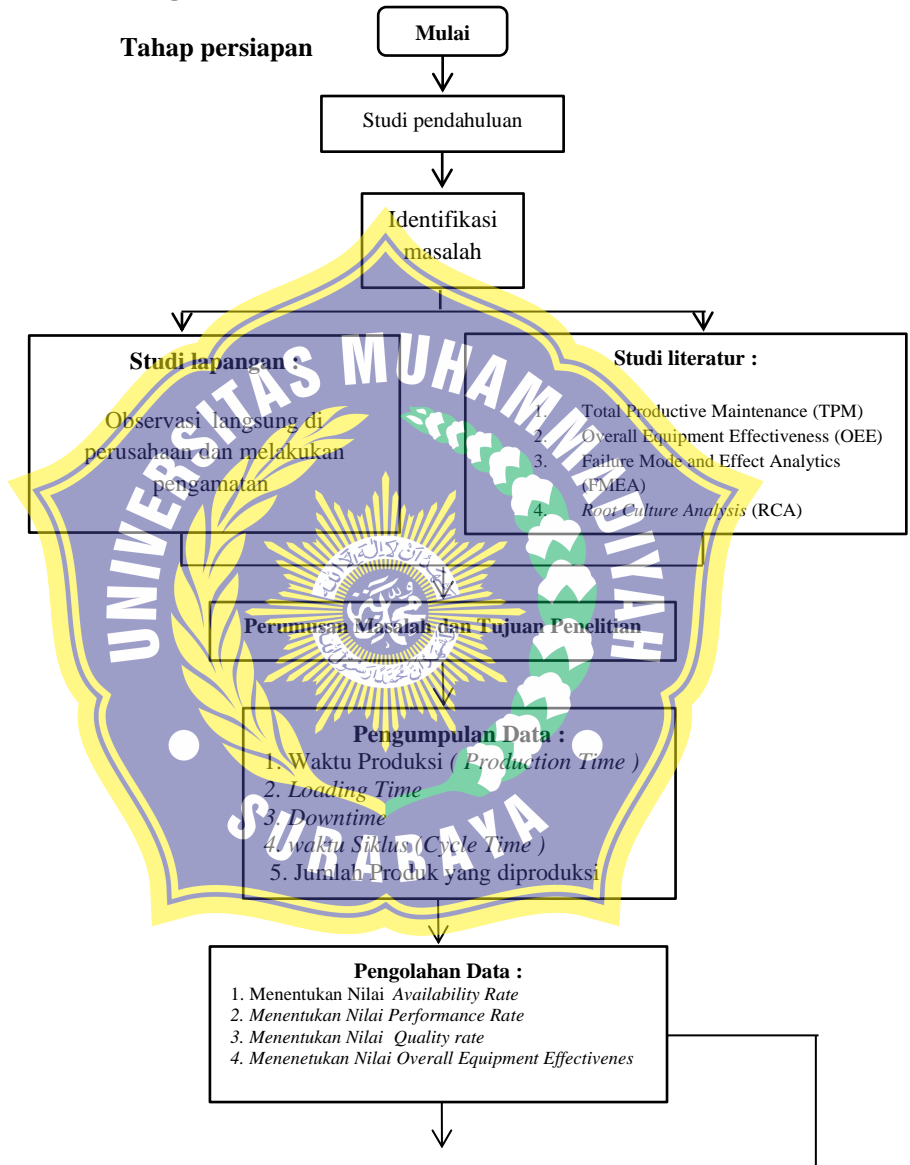 Tahap persiapan
Mulai
Studi pendahuluan
Identifikasi
masalah
Studi lapangan :
Observasi langsung di
perusahaan dan melakukan
pengamatan
Studi literatur :
1. Total Productive Maintenance (TPM)
2. Overall Equipment Effectiveness (OEE)
3. Failure Mode and Effect Analytics
(FMEA)
4. Root Culture Analysis (RCA)
Perumusan Masalah dan Tujuan Penelitian
Pengumpulan Data :
1. Waktu Produksi ( Production Time )
2. Loading Time
3. Downtime
4. waktu Siklus (Cycle Time )
5. Jumlah Produk yang diproduksi
Pengolahan Data :
1. Menentukan Nilai Availability Rate
2. Menentukan Nilai Performance Rate
3. Menentukan Nilai Quality rate
4. Menenetukan Nilai Overall Equipment Effectivenes
UNIVERSITAS MUHAMMADIYAH
SURABAYA